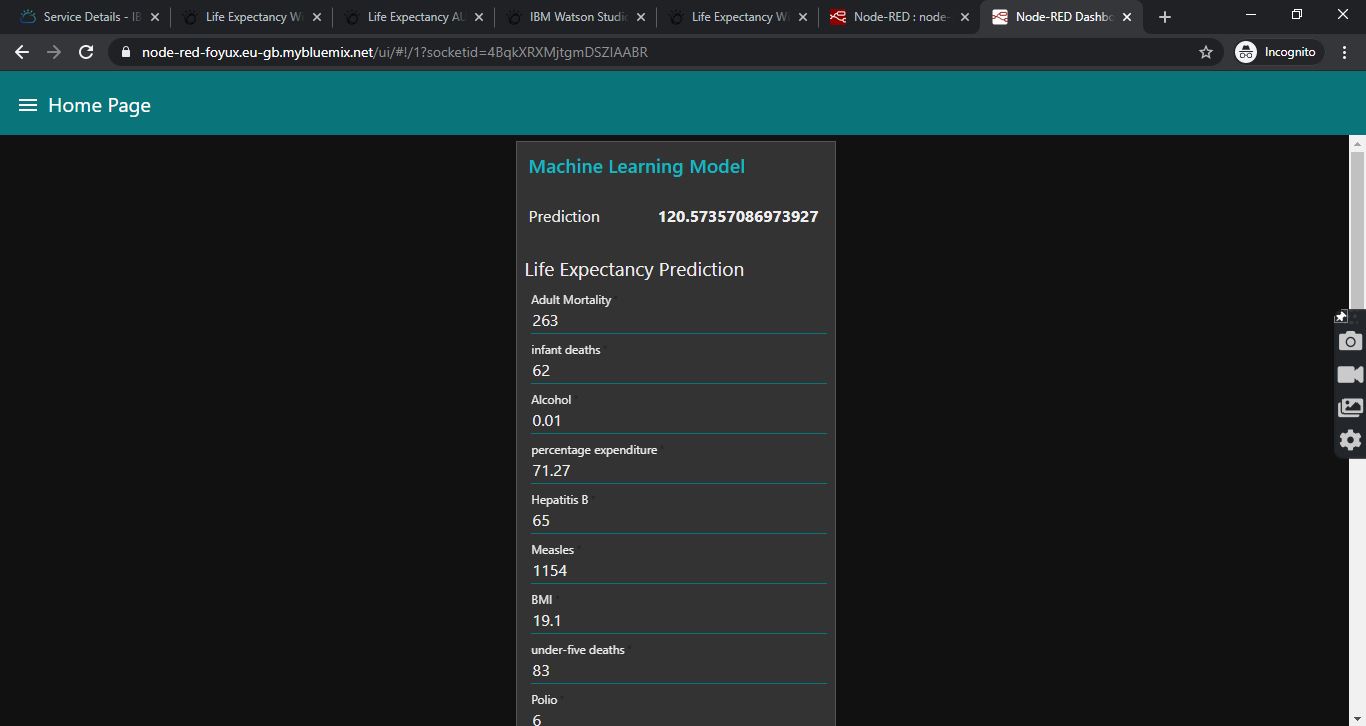 Service Details - IB
Life Expectancy W
Life Expectancy AU
IBM Watson Studio
Life Expectancy W
Node-RED : node-
Node-RED Dashbo
node-red-foyux.eu-gb.mybluemix.net/ui/#!/1?socketid=4BqkXRXMjtgmDSZIAABR
Incognito
Home Page
Machine Learning Model
Prediction 120.57357086973927
Life Expectancy Prediction
Adult Mortality *
263
infant deaths *
62
Alcohol *
0.01
percentage expenditure *
71.27
Hepatitis B *
65
Measles *
1154
BMI *
19.1
under-five deaths *
83
Polio *
6